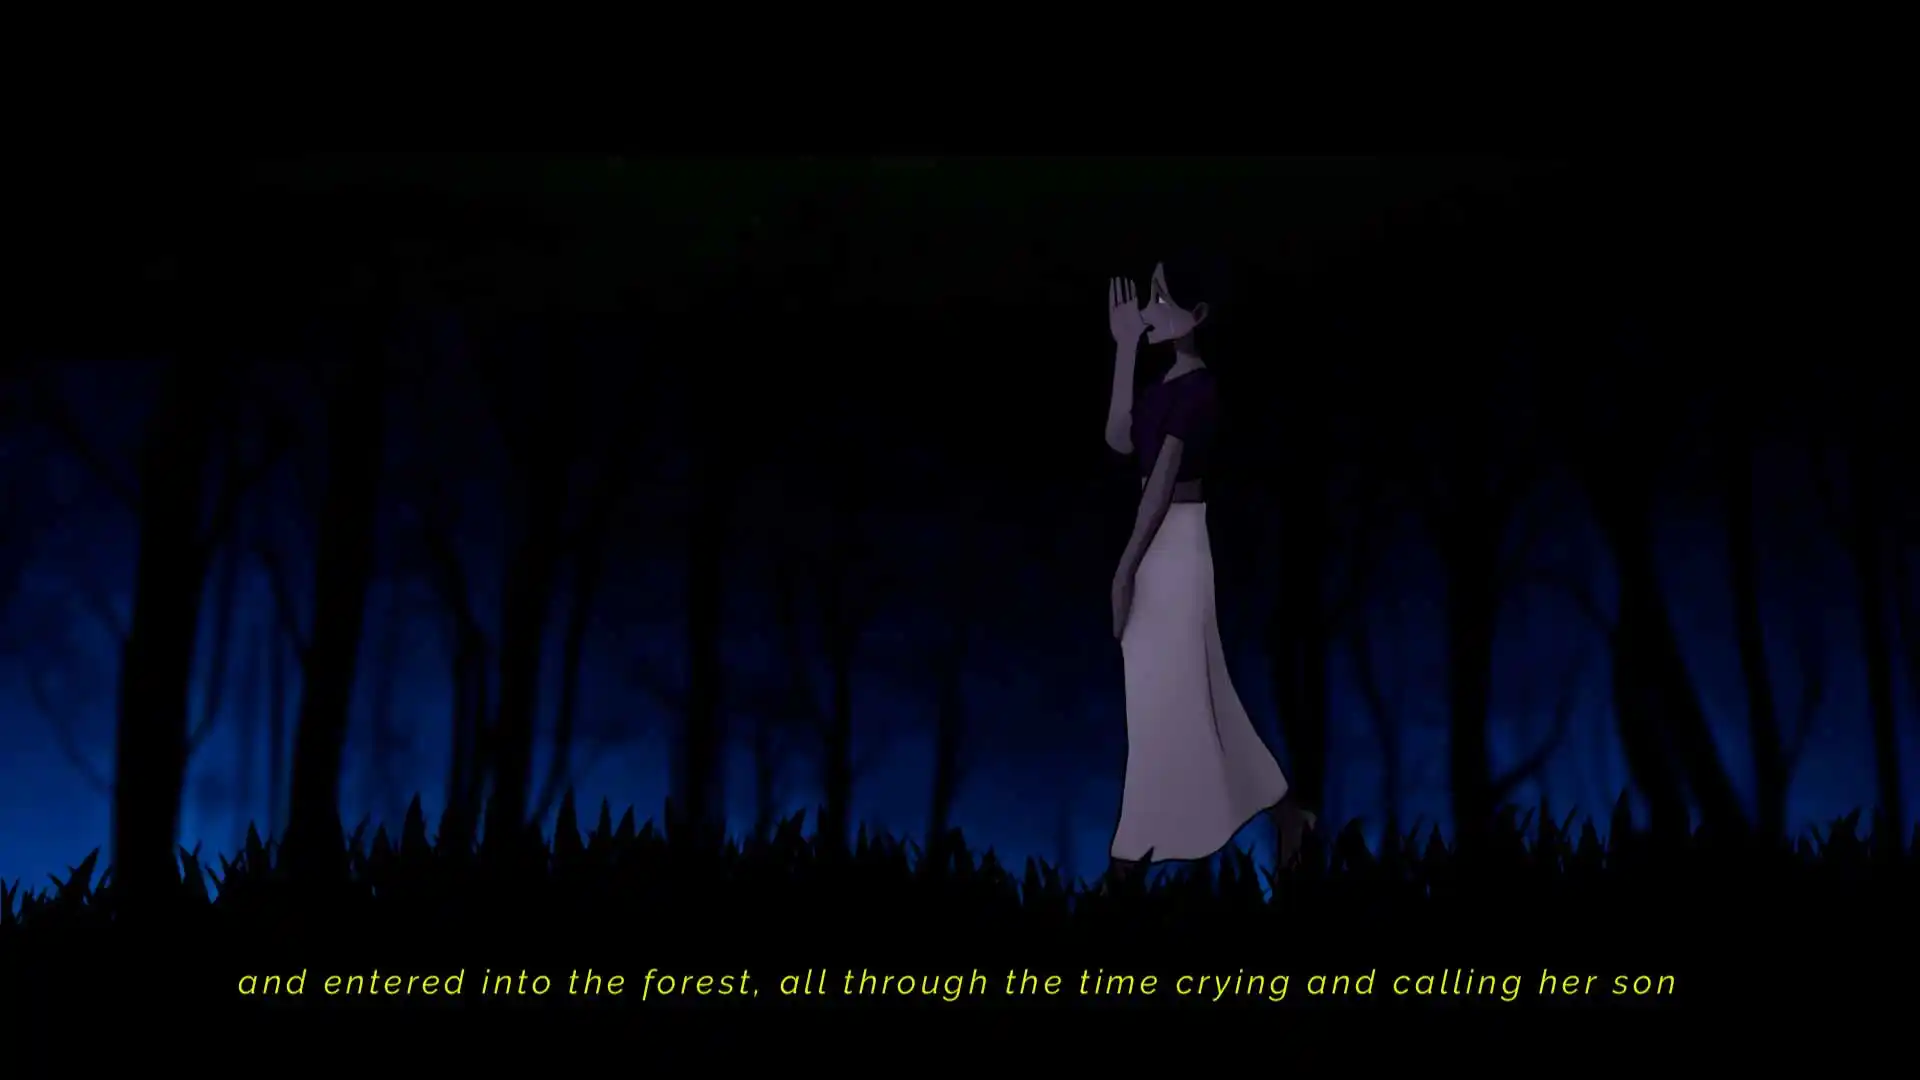 and entered into the forest, all through the time crying and calling her son